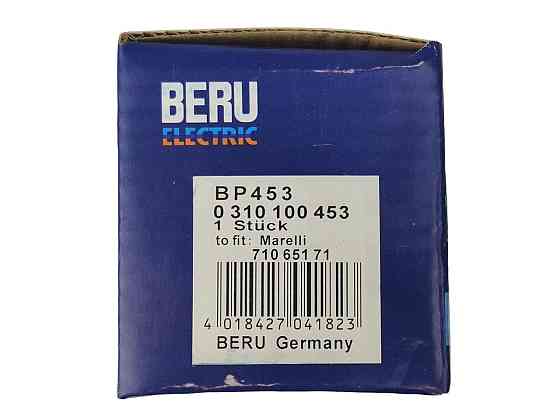 BERU
ELECTRIC
BP453
0 310 100 453
1 Stück
to fit: Marelli
710 651 71
4 018427 041823
BERU Germany